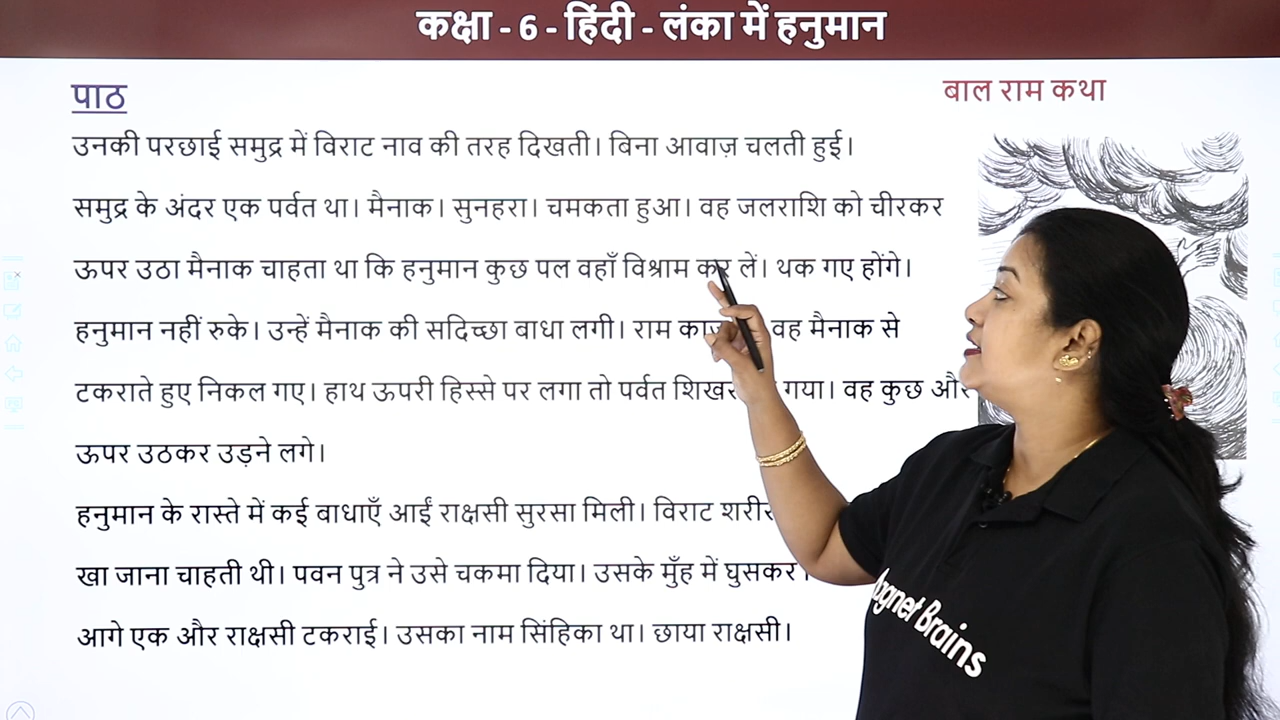 कक्षा - 6 - हिंदी - लंका में हनुमान
पाठ
बाल राम कथा
उनकी परछाई समुद्र में विराट नाव की तरह दिखती। बिना आवाज़ चलती हुई।
समुद्र के अंदर एक पर्वत था। मैनाक। सुनहरा। चमकता हुआ। वह जलराशि को चीरकर
ऊपर उठा मैनाक चाहता था कि हनुमान कुछ पल वहाँ विश्राम कर लें। थक गए होंगे।
हनुमान नहीं रुके। उन्हें मैनाक की सदिच्छा बाधा लगी। राम वह मैनाक से
टकराते हुए निकल गए। हाथ ऊपरी हिस्से पर लगा तो पर्वत शिखर गया। वह कुछ और
ऊपर उठकर उड़ने लगे।
हनुमान के रास्ते में कई बाधाएँ आईं राक्षसी सुरसा मिली। विराट शरीर
खा जाना चाहती थी। पवन पुत्र ने उसे चकमा दिया। उसके मुँह में घुसकर
आगे एक और राक्षसी टकराई। उसका नाम सिंहिका था। छाया राक्षसी।
agnet Brains